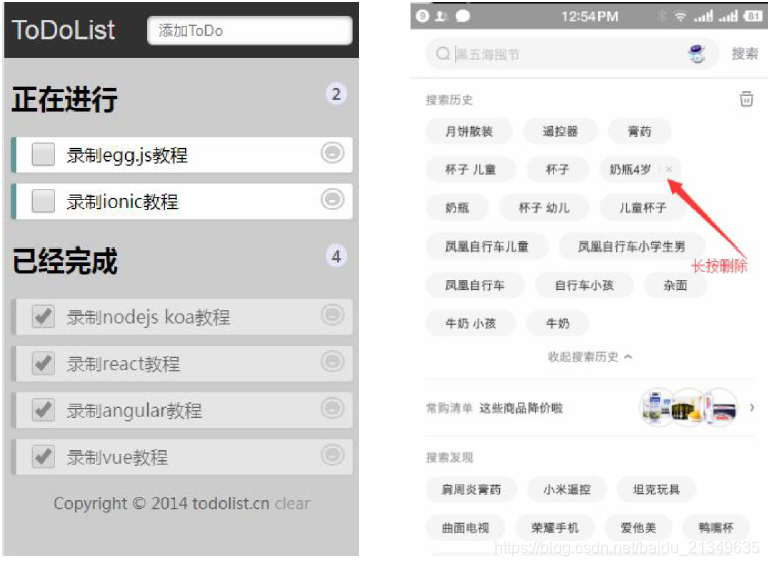 ToDoList 添加ToDo
正在进行 2
录制egg.js教程
录制ionic教程
已经完成 4
录制nodejs koa教程
录制react教程
录制angular教程
录制vue教程
Copyright © 2014 todolist.cn clear
12:54PM 61
黑五海囤节 搜索
搜索历史
月饼散装 遥控器 膏药
杯子 儿童 杯子 奶瓶4岁 ×
奶瓶 杯子 幼儿 儿童杯子
凤凰自行车儿童 凤凰自行车小学生男
长按删除
凤凰自行车 自行车小孩 杂面
牛奶 小孩 牛奶
收起搜索历史
常购清单 这些商品降价啦
搜索发现
肩周炎膏药 小米遥控 坦克玩具
曲面电视 荣耀手机 爱他美 鸭嘴杯
https://blog.csdn.net/baidu_21349635